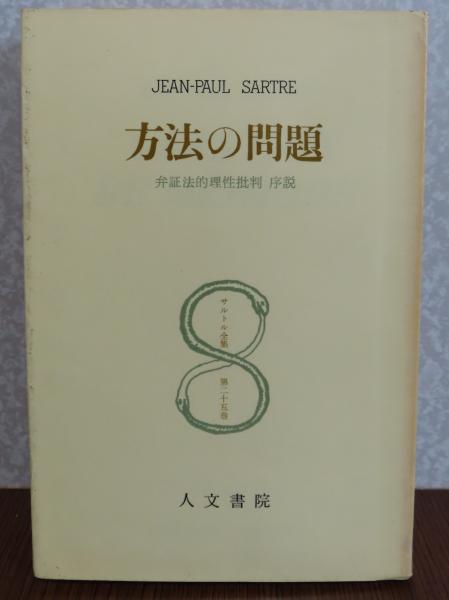 JEAN-PAUL SARTRE
方法の問題
弁証法的理性批判 序説
サルトル全集
第二十五巻
人文書院